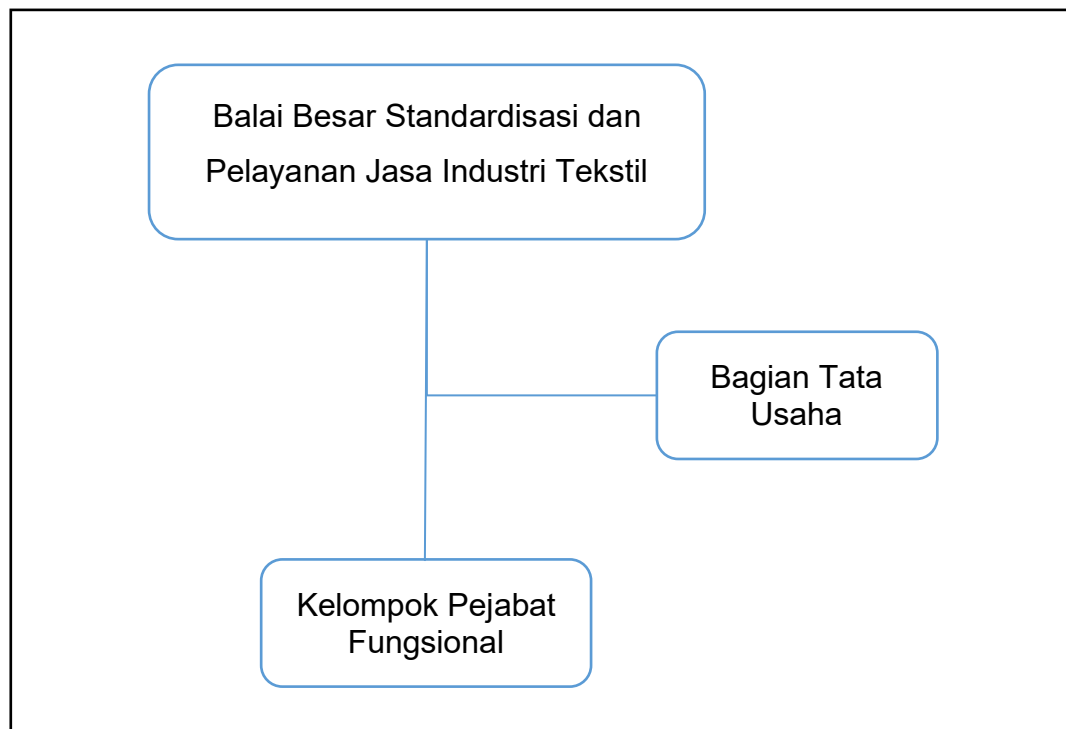 Balai Besar Standardisasi dan
Pelayanan Jasa Industri Tekstil
Bagian Tata
Usaha
Kelompok Pejabat
Fungsional